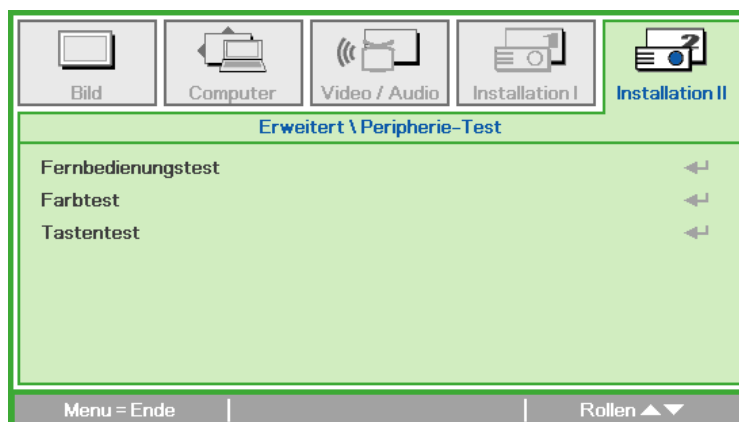 Bild
Computer
Video / Audio
Installation I
Installation II
Erweitert \ Peripherie-Test
Fernbedienungstest
Farbtest
Tastentest
Menu = Ende
Rollen ▲▼